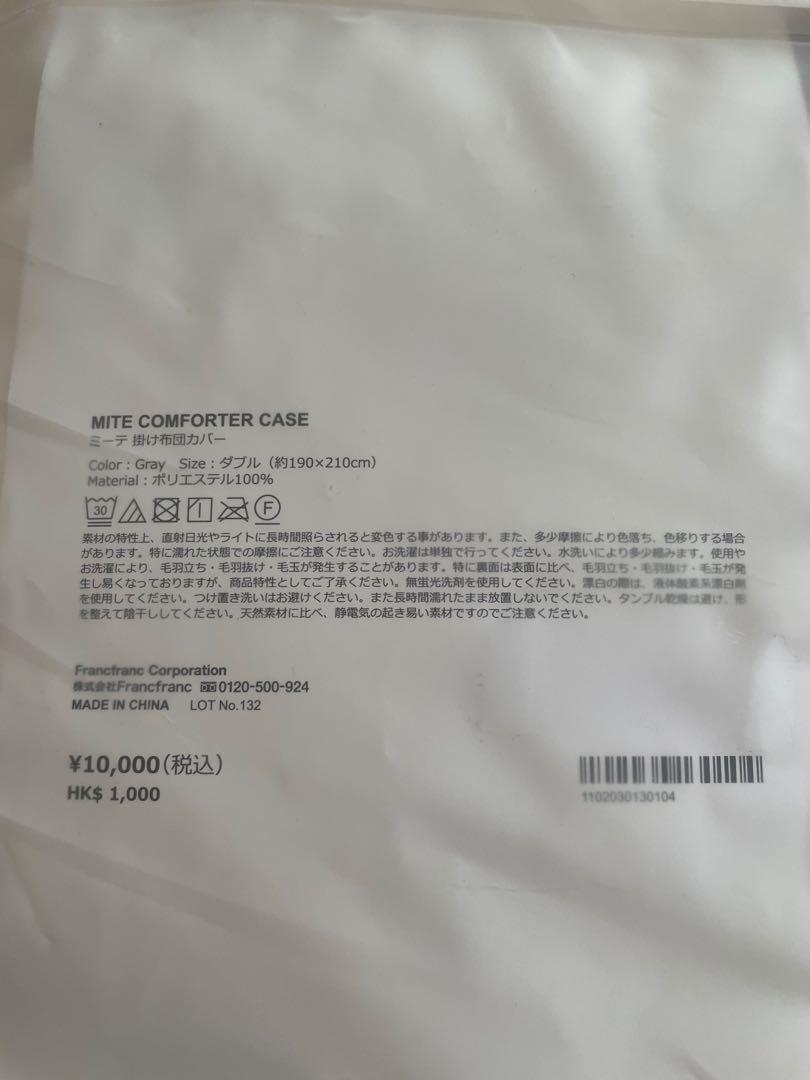 MITE COMFORTER CASE
ミーテ 掛け布団カバー
Color : Gray Size : ダブル（約190×210cm）
Material : ポリエステル100%
30 F
素材の特性上、直射日光やライトに長時間照らされると変色する事があります。また、多少摩擦により色落ち、色移りする場合
があります。特に濡れた状態での摩擦にご注意ください。お洗濯は単独で行ってください。水洗いにより多少縮みます。使用や
お洗濯により、毛羽立ち・毛羽抜け・毛玉が発生することがあります。特に裏面は表面に比べ、毛羽立ち・毛羽抜け・毛玉が発
生し易くなっておりますが、商品特性としてご了承ください。無蛍光洗剤を使用してください。漂白の際は、液体酸素系漂白剤
を使用してください。つけ置き洗いはお避けください。また長時間濡れたまま放置しないでください。タンブル乾燥は避け、形
を整えて陰干ししてください。天然素材に比べ、静電気の起き易い素材ですのでご注意ください。
Francfranc Corporation
株式会社Francfranc 0120-500-924
MADE IN CHINA LOT No.132
¥10,000（税込）
HK$ 1,000
1102030130104